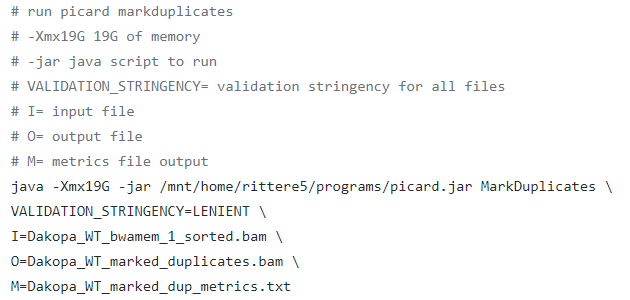 # run picard markduplicates
# -Xmx19G 19G of memory
# -jar java script to run
# VALIDATION_STRINGENCY= validation stringency for all files
# I= input file
# O= output file
# M= metrics file output
java -Xmx19G -jar /mnt/home/rittere5/programs/picard.jar MarkDuplicates \
VALIDATION_STRINGENCY=LENIENT \
I=Dakopa_WT_bwamem_1_sorted.bam \
O=Dakopa_WT_marked_duplicates.bam \
M=Dakopa_WT_marked_dup_metrics.txt